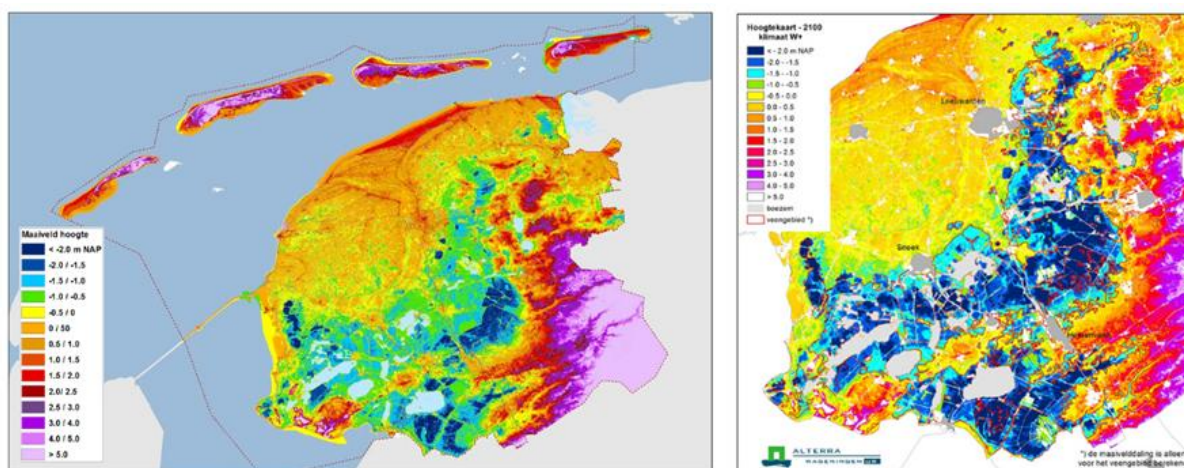 Maaiveld hoogte
< -2.0 m NAP
-2.0 / -1.5
-1.5 / -1.0
-1.0 / -0.5
-0.5 / 0
0 / 50
0.5 / 1.0
1.0 / 1.5
1.5 / 2.0
2.0/ 2.5
2.5 / 3.0
3.0 / 4.0
4.0 / 5.0
> 5.0
Hoogtekaart - 2100
klimaat W+
< - 2.0 m NAP
-2.0 - -1.5
-1.5 - -1.0
-1.0 - -0.5
-0.5 - 0.0
0.0 - 0.5
0.5 - 1.0
1.0 - 1.5
1.5 - 2.0
2.0 - 2.5
2.5 - 3.0
3.0 - 4.0
4.0 - 5.0
> 5.0
boezem
veengebied *)
Leeuwarden
Sneek
ALTERRA
WAGENINGEN UR
*) de maaivelddaling is alleen
voor het veengebied bereken